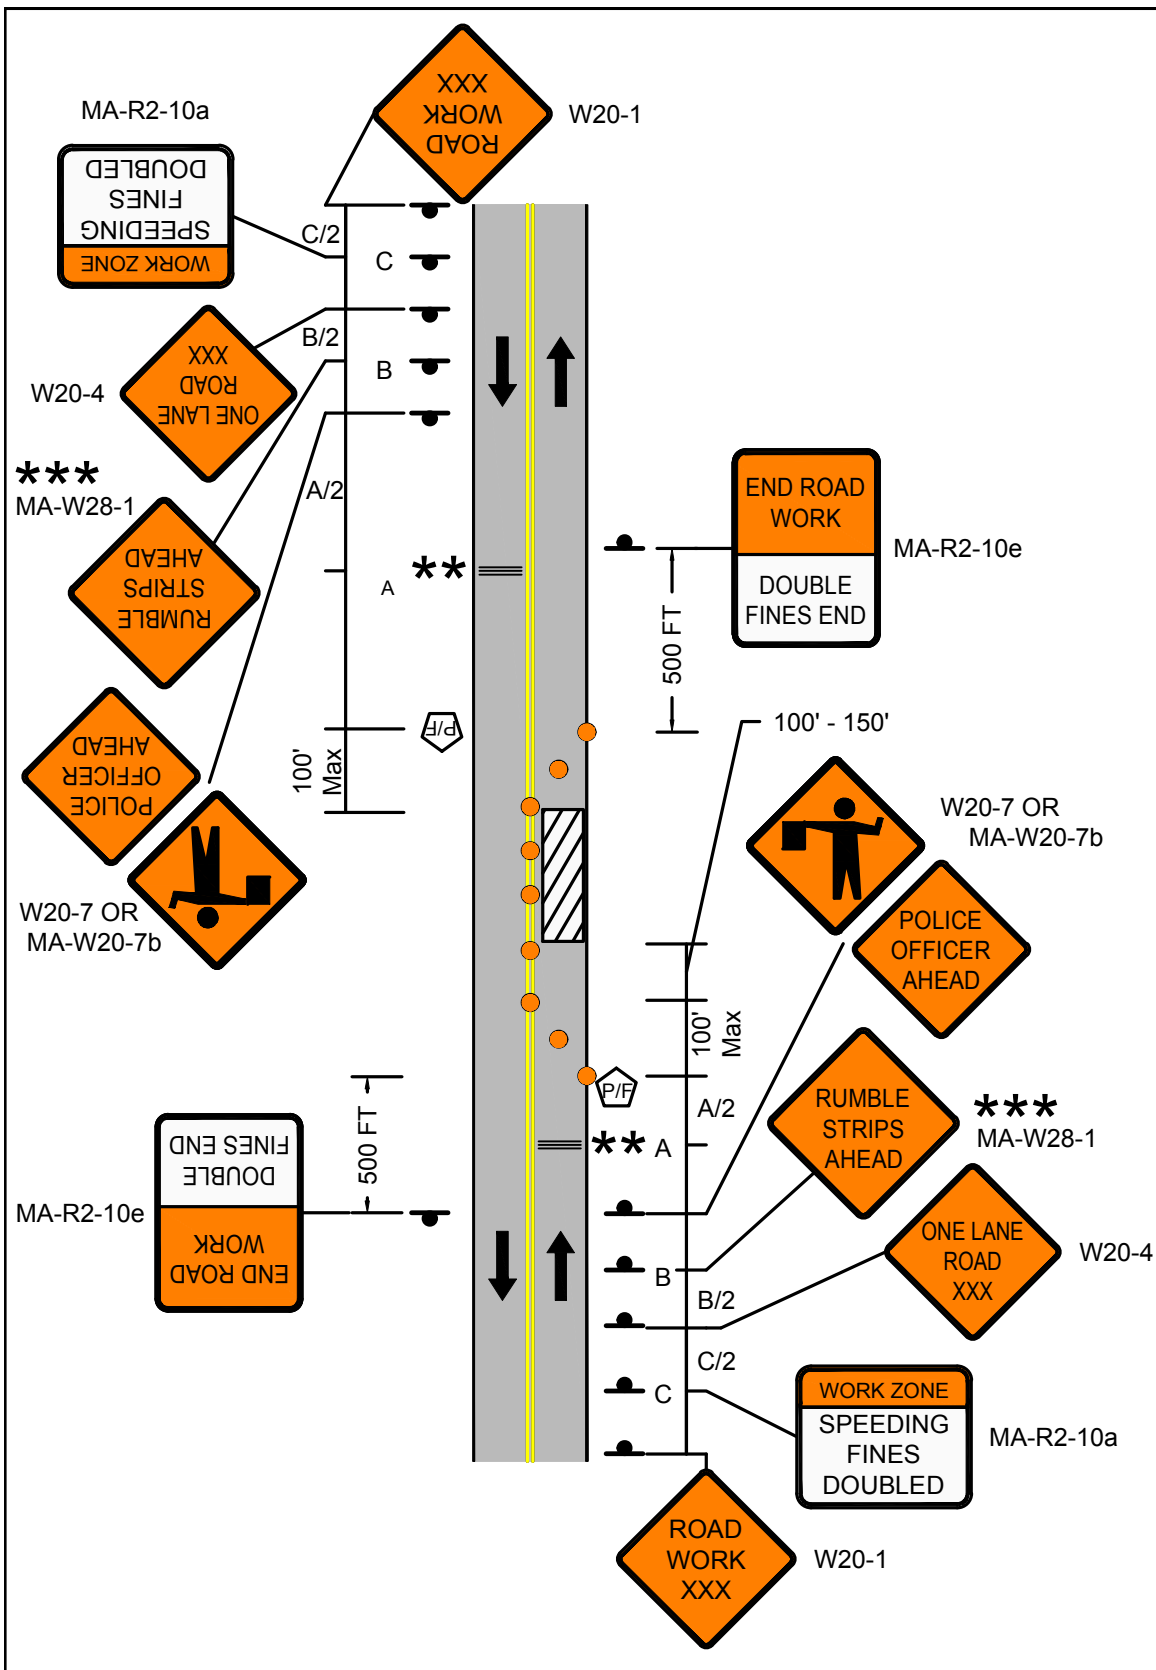 XXX
WORK
ROAD
W20-1
MA-R2-10a
DOUBLED
FINES
SPEEDING
WORK ZONE
C/2
C
B/2
B
XXX
ROAD
ONE LANE
W20-4
***
MA-W28-1
AHEAD
STRIPS
RUMBLE
A/2
A
**
END ROAD
WORK
DOUBLE
FINES END
MA-R2-10e
500 FT
AHEAD
OFFICER
POLICE
P/F
100'
Max
100' - 150'
W20-7 OR
MA-W20-7b
W20-7 OR
MA-W20-7b
POLICE
OFFICER
AHEAD
100'
Max
P/F
A/2
**
A
RUMBLE
STRIPS
AHEAD
***
MA-W28-1
500 FT
FINES END
DOUBLE
WORK
END ROAD
MA-R2-10e
B
B/2
ONE LANE
ROAD
XXX
W20-4
C/2
C
WORK ZONE
SPEEDING
FINES
DOUBLED
MA-R2-10a
ROAD
WORK
XXX
W20-1